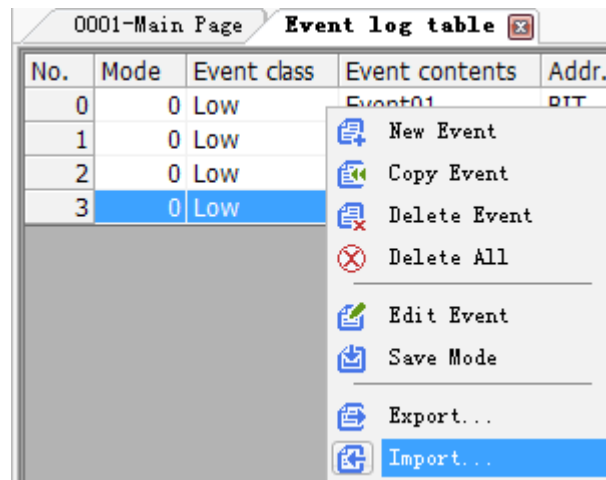 0001-Main Page Event log table
No. Mode Event class Event contents Addr.
0 0 Low Event01 BIT
1 0 Low
2 0 Low
3 0 Low
New Event
Copy Event
Delete Event
Delete All
Edit Event
Save Mode
Export...
Import...